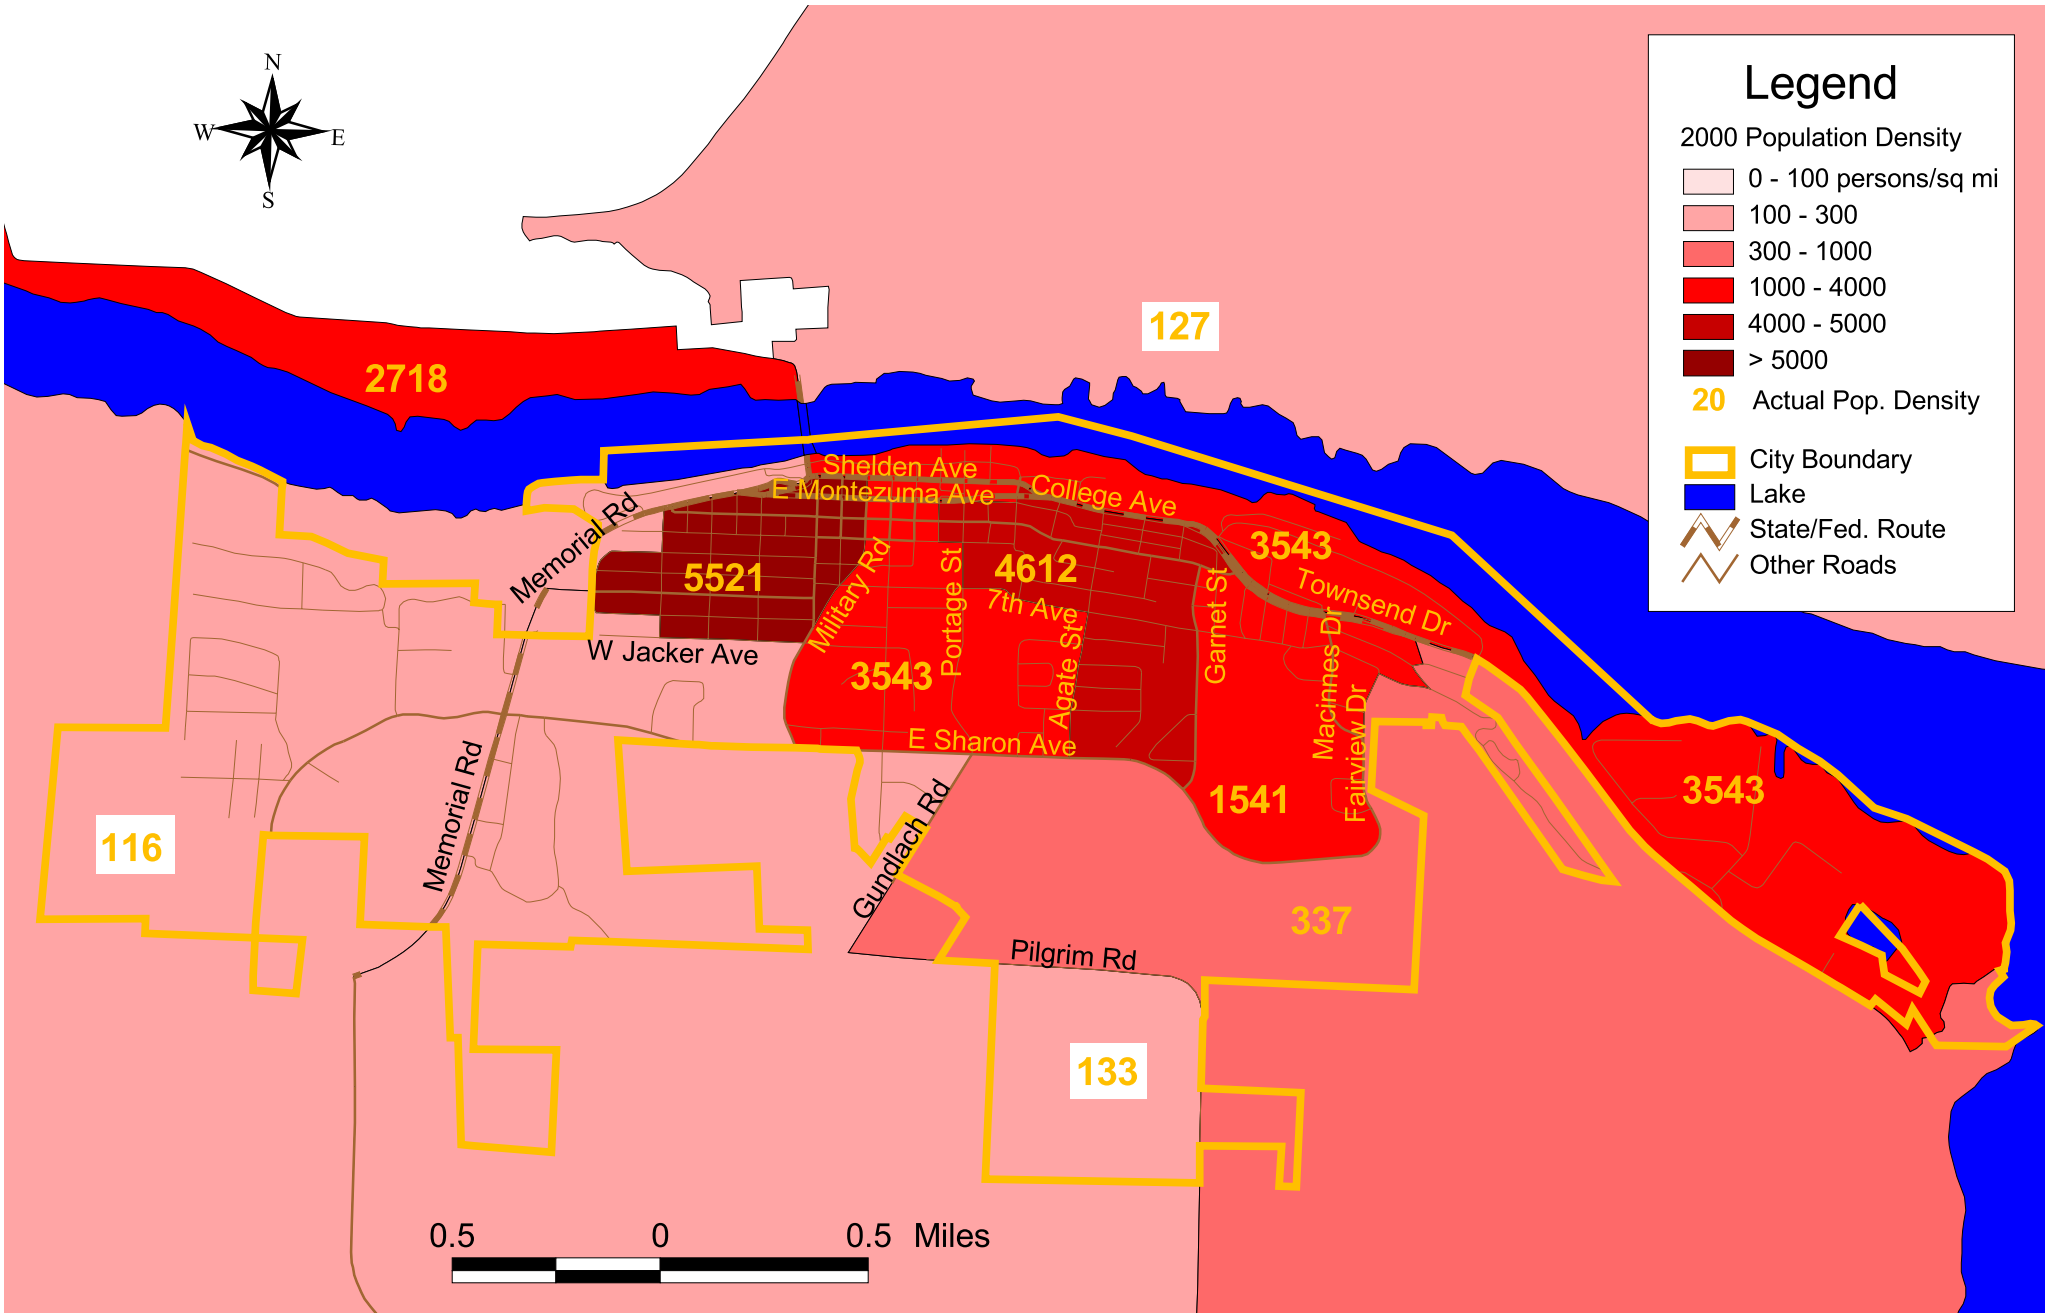 N
W
E
S
Legend
2000 Population Density
0 - 100 persons/sq mi
100 - 300
300 - 1000
1000 - 4000
4000 - 5000
> 5000
20 Actual Pop. Density
City Boundary
Lake
State/Fed. Route
Other Roads
127
2718
Shelden Ave
E Montezuma Ave
College Ave
Memorial Rd
5521
Military Rd
Portage St
4612
7th Ave
Agate St
Garnet St
3543
Townsend Dr
Macinnes Dr
W Jacker Ave
3543
E Sharon Ave
Fairview Dr
3543
1541
116
Memorial Rd
Gundlach Rd
337
Pilgrim Rd
133
0.5 0 0.5 Miles